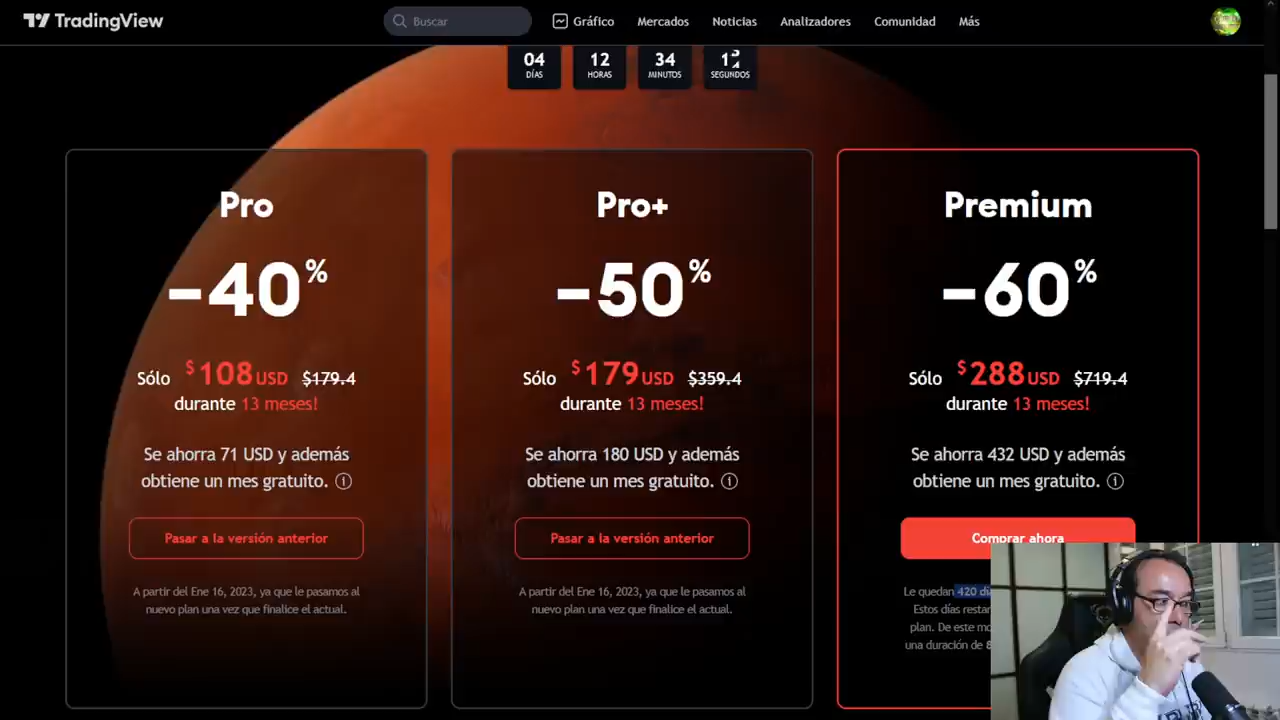 TradingView
Buscar
Gráfico
Mercados
Noticias
Analizadores
Comunidad
Más
04
12
34
DÍAS
HORAS
MINUTOS
SEGUNDOS
Pro
-40%
Sólo $108 USD $179.4
durante 13 meses!
Se ahorra 71 USD y además
obtiene un mes gratuito.
Pasar a la versión anterior
A partir del Ene 16, 2023, ya que le pasamos al
nuevo plan una vez que finalice el actual.
Pro+
-50%
Sólo $179 USD $359.4
durante 13 meses!
Se ahorra 180 USD y además
obtiene un mes gratuito.
Pasar a la versión anterior
A partir del Ene 16, 2023, ya que le pasamos al
nuevo plan una vez que finalice el actual.
Premium
-60%
Sólo $288 USD $719.4
durante 13 meses!
Se ahorra 432 USD y además
obtiene un mes gratuito.
Comprar ahora
Le quedan 420
Estos días
plan. De este
una duración de